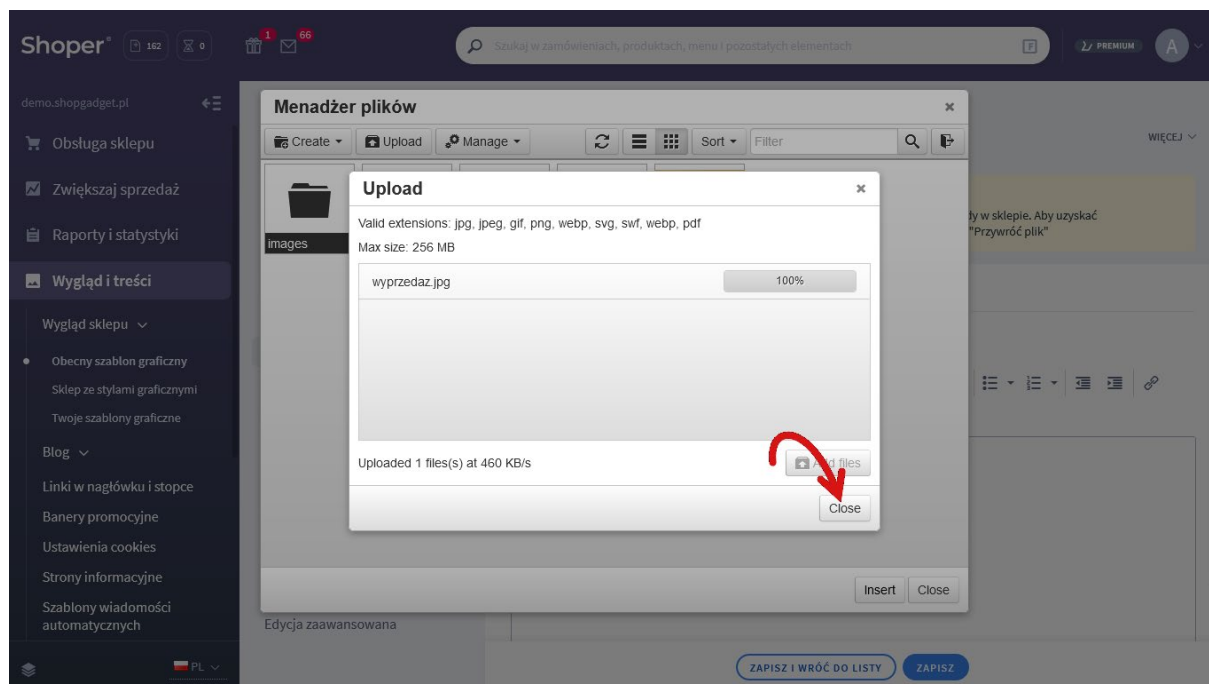 Shoper
162
0
1
66
Szukaj w zamówieniach, produktach, menu i pozostałych elementach
F
PREMIUM
A
demo.shopgadget.pl
Obsługa sklepu
Zwiększaj sprzedaż
Raporty i statystyki
Wygląd i treści
Wygląd sklepu
Obecny szablon graficzny
Sklep ze stylami graficznymi
Twoje szablony graficzne
Blog
Linki w nagłówku i stopce
Banery promocyjne
Ustawienia cookies
Strony informacyjne
Szablony wiadomości
automatycznych
PL
WIĘCEJ
w sklepie. Aby uzyskać
"Przywróć plik"
Menadżer plików
Create
Upload
Manage
Sort
Filter
images
Upload
Valid extensions: jpg, jpeg, gif, png, webp, svg, swf, webp, pdf
Max size: 256 MB
wyprzedaz.jpg
100%
Uploaded 1 files(s) at 460 KB/s
Add files
Close
Insert
Close
Edycja zaawansowana
ZAPISZ I WRÓĆ DO LISTY
ZAPISZ